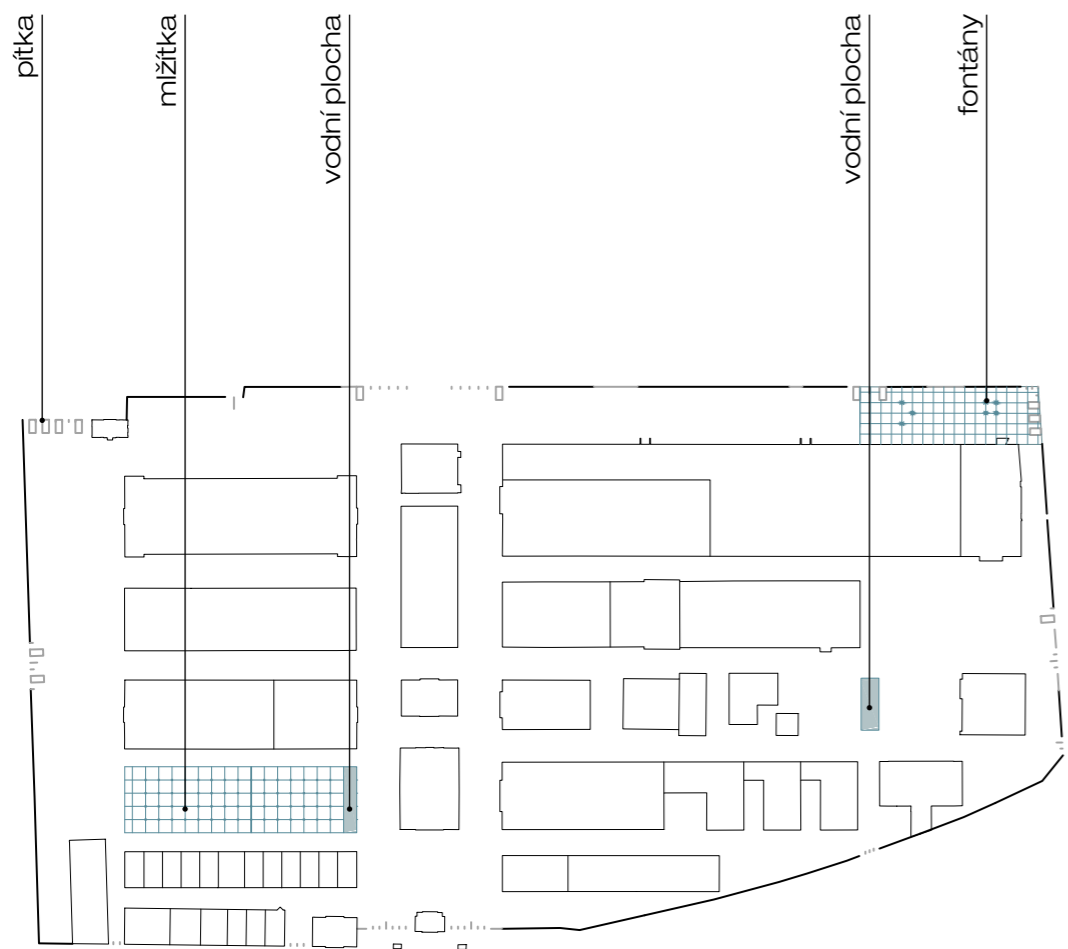 pítka
mlžítka
vodní plocha
vodní plocha
fontány